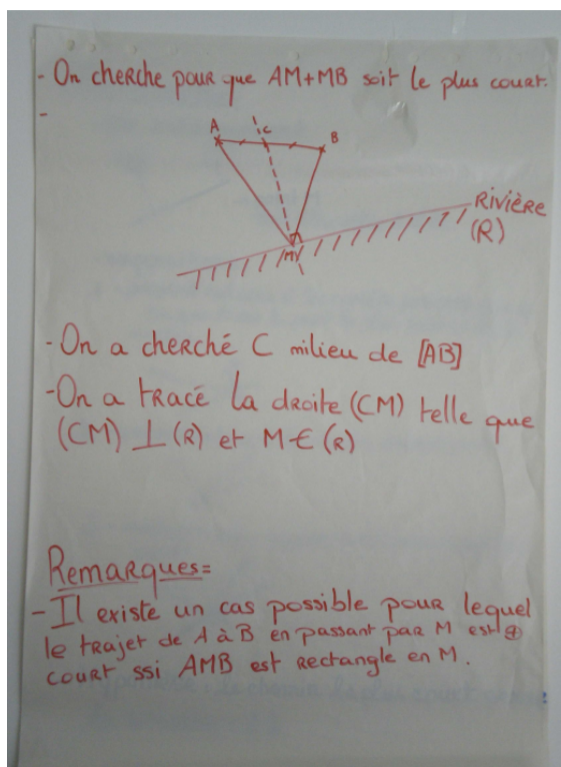 - On cherche pour que AM+MB soit le plus court.
-
A
C
B
Rivière
(R)
M
- On a cherché C milieu de [AB]
- On a tracé la droite (CM) telle que
(CM) ⊥ (R) et M ∈ (R)
Remarques=
- Il existe un cas possible pour lequel
le trajet de A à B en passant par M est ⊕
court ssi AMB est rectangle en M.